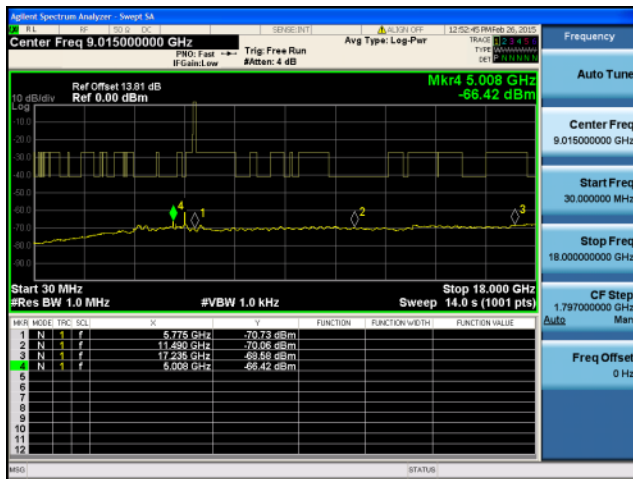 Agilent Spectrum Analyzer - Swept SA
RL RF 50 Ω DC SENSE:INT ALIGN OFF 12:52:45 PM Feb 26, 2015
Center Freq 9.015000000 GHz
PNO: Fast Trig: Free Run Avg Type: Log-Pwr TRACE 1 2 3 4 5 6
IFGain:Low #Atten: 4 dB TYPE
DET P N N N N N
Ref Offset 13.81 dB Mkr4 5.008 GHz
10 dB/div Ref 0.00 dBm -66.42 dBm
Log
-10.0
-20.0
-30.0
-40.0
-50.0
-60.0
4 1 2 3
-70.0
-80.0
-90.0
Start 30 MHz Stop 18.000 GHz
#Res BW 1.0 MHz #VBW 1.0 kHz Sweep 14.0 s (1001 pts)
MKR MODE TRC SCL X Y FUNCTION FUNCTION WIDTH FUNCTION VALUE
1 N 1 f 5.775 GHz -70.73 dBm
2 N 1 f 11.490 GHz -70.06 dBm
3 N 1 f 17.235 GHz -68.58 dBm
4 N 1 f 5.008 GHz -66.42 dBm
5
6
7
8
9
10
11
12
MSG STATUS
Frequency
Auto Tune
Center Freq
9.015000000 GHz
Start Freq
30.000000 MHz
Stop Freq
18.000000000 GHz
CF Step
1.797000000 GHz
Auto Man
Freq Offset
0 Hz